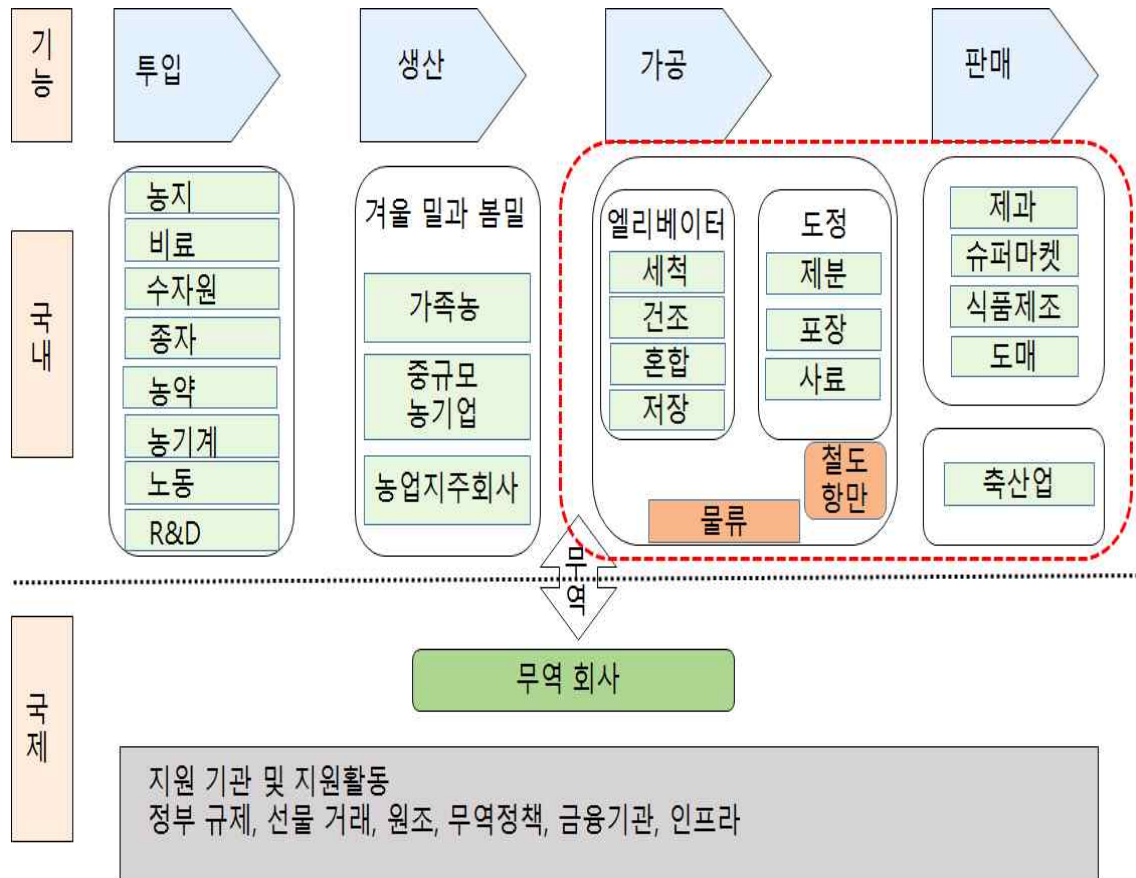 기능
투입
생산
가공
판매
국내
농지
비료
수자원
종자
농약
농기계
노동
R&D
겨울 밀과 봄밀
가족농
중규모
농기업
농업지주회사
엘리베이터
세척
건조
혼합
저장
도정
제분
포장
사료
철도
항만
물류
제과
슈퍼마켓
식품제조
도매
축산업
무역
국제
무역 회사
지원 기관 및 지원활동
정부 규제, 선물 거래, 원조, 무역정책, 금융기관, 인프라